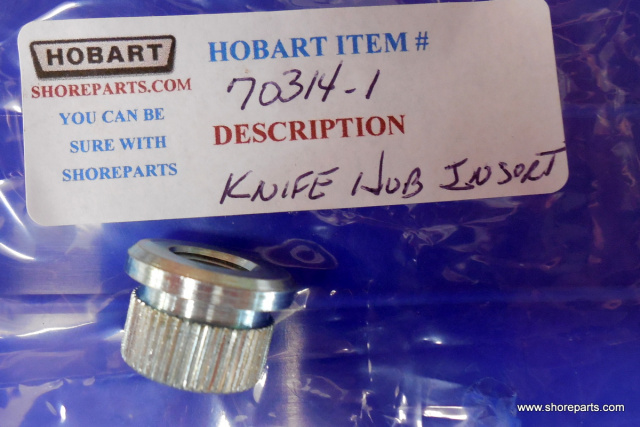 HOBART
SHOREPARTS.COM
YOU CAN BE
SURE WITH
SHOREPARTS
HOBART ITEM #
70314-1
DESCRIPTION
KNIFE HUB INSORT
www.shoreparts.com